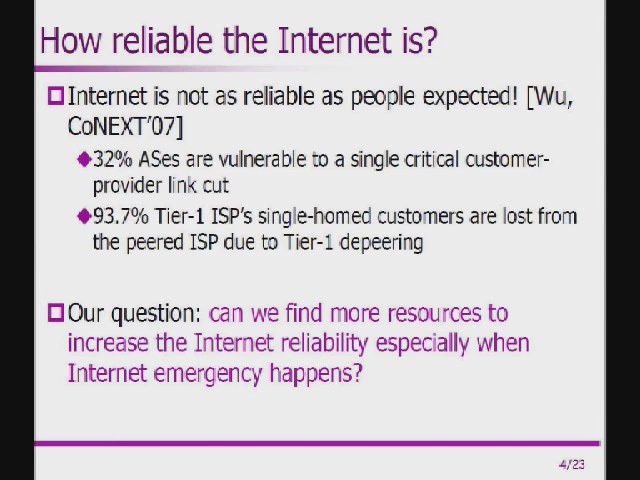 How reliable the Internet is?
Internet is not as reliable as people expected! [Wu,
CoNEXT'07]
32% ASes are vulnerable to a single critical customer-
provider link cut
93.7% Tier-1 ISP's single-homed customers are lost from
the peered ISP due to Tier-1 depeering
Our question: can we find more resources to
increase the Internet reliability especially when
Internet emergency happens?
4/23